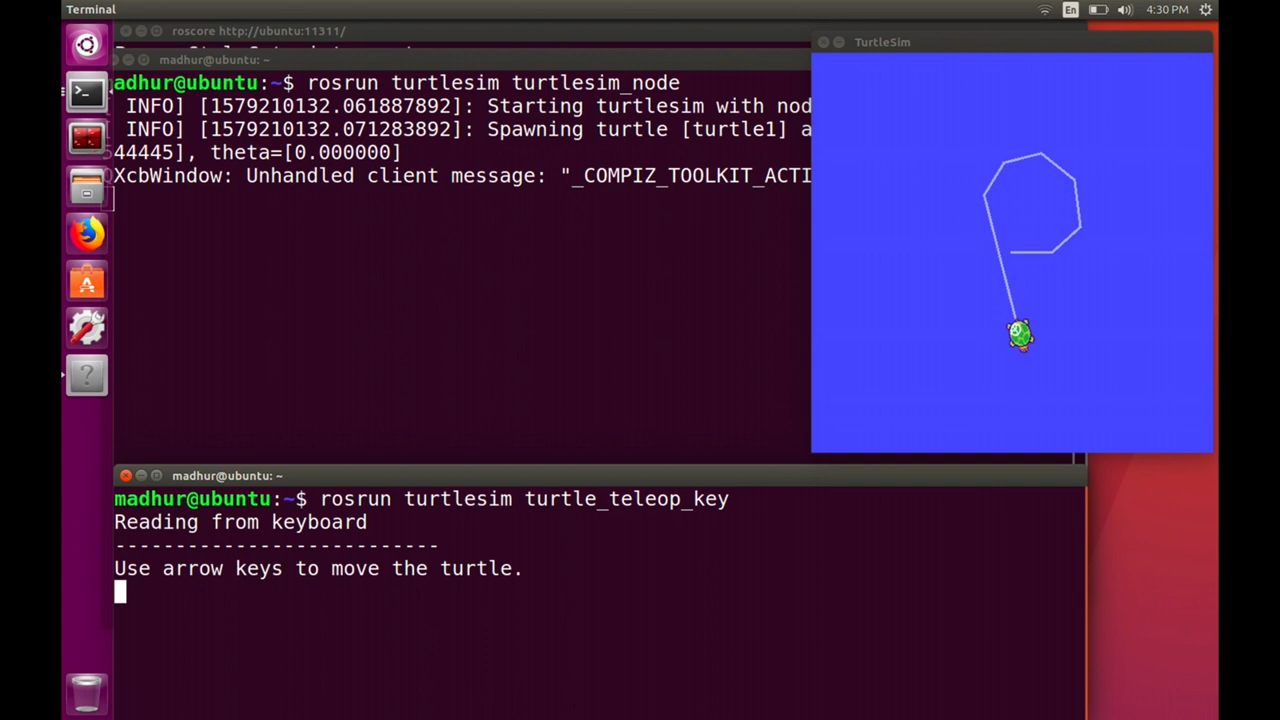 Terminal
En
4:30 PM
roscore http://ubuntu:11311/
madhur@ubuntu: ~
adhur@ubuntu:~$ rosrun turtlesim turtlesim_node
INFO] [1579210132.061887892]: Starting turtlesim with nod
INFO] [1579210132.071283892]: Spawning turtle [turtle1] a
44445], theta=[0.000000]
XcbWindow: Unhandled client message: "_COMPIZ_TOOLKIT_ACTI
TurtleSim
madhur@ubuntu: ~
madhur@ubuntu:~$ rosrun turtlesim turtle_teleop_key
Reading from keyboard
---------------------------
Use arrow keys to move the turtle.